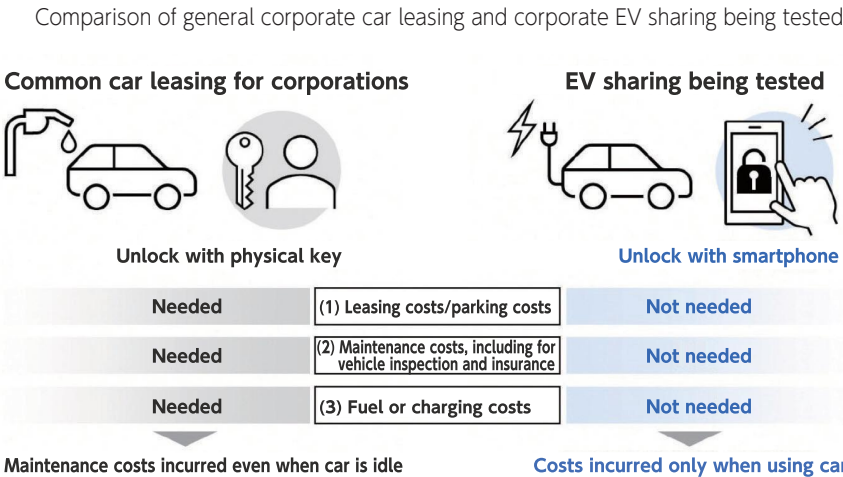 Comparison of general corporate car leasing and corporate EV sharing being tested
Common car leasing for corporations
EV sharing being tested
Unlock with physical key
Unlock with smartphone
Needed
(1) Leasing costs/parking costs
Not needed
Needed
(2) Maintenance costs, including for
vehicle inspection and insurance
Not needed
Needed
(3) Fuel or charging costs
Not needed
Maintenance costs incurred even when car is idle
Costs incurred only when using car